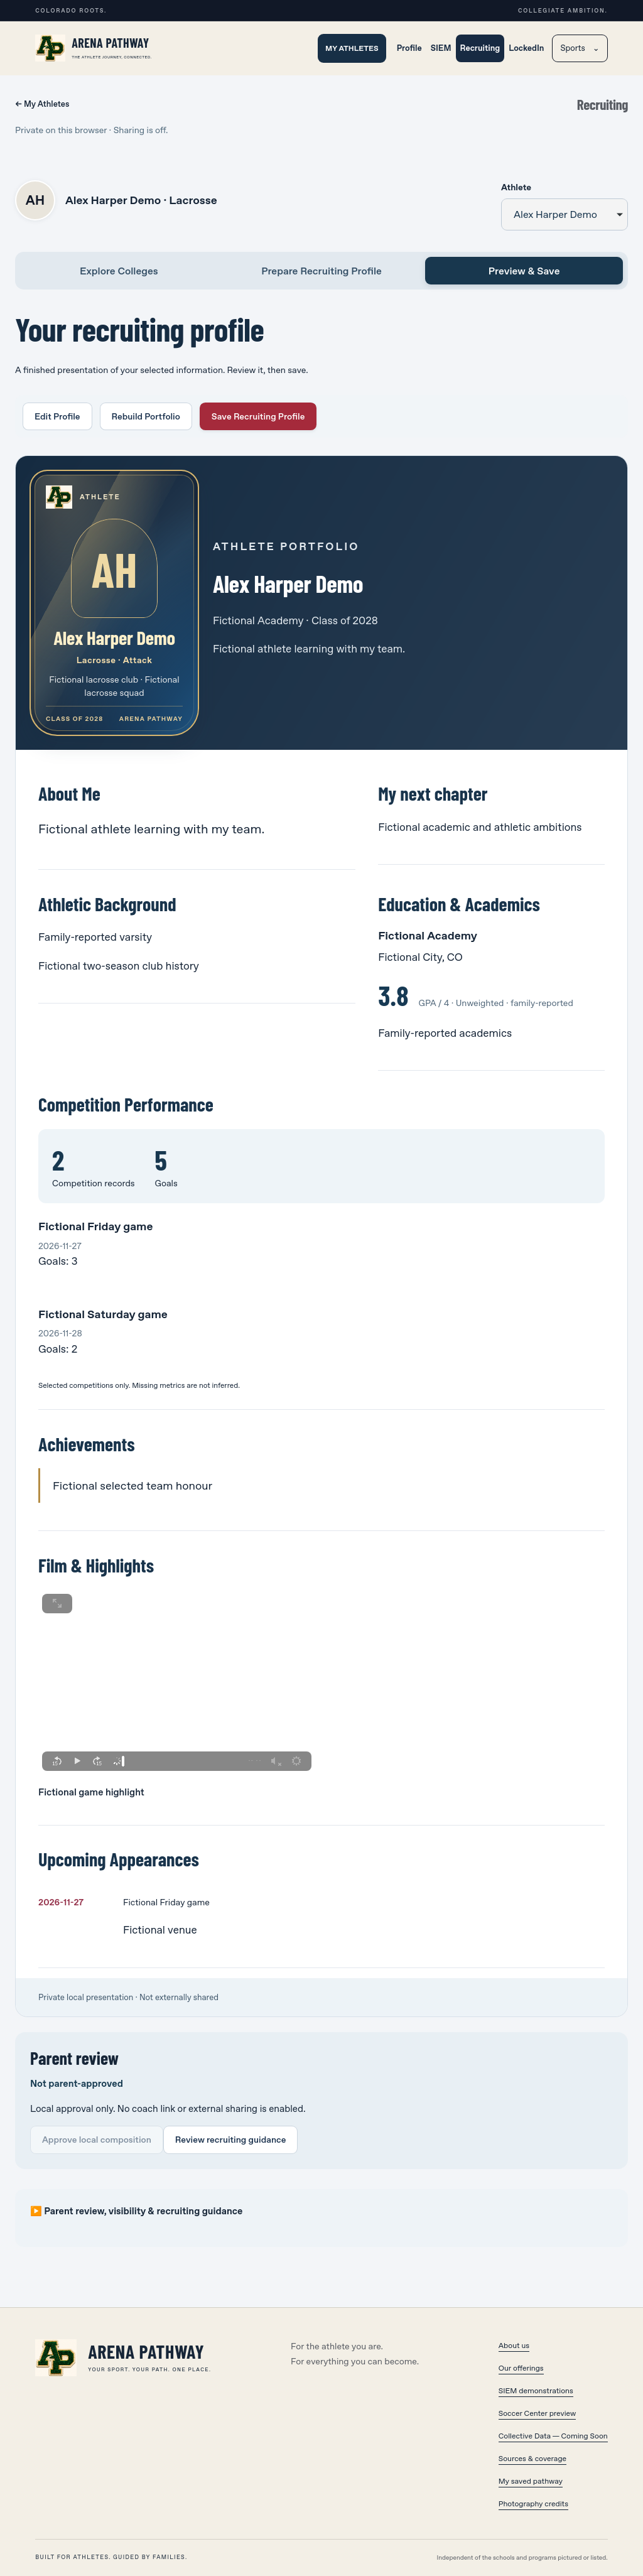 COLORADO ROOTS.
COLLEGIATE AMBITION.
AP ARENA PATHWAY
THE ATHLETE JOURNEY, CONNECTED.
MY ATHLETES
Profile
SIEM
Recruiting
LockedIn
Sports
← My Athletes
Recruiting
Private on this browser · Sharing is off.
AH
Alex Harper Demo · Lacrosse
Athlete
Alex Harper Demo
Explore Colleges
Prepare Recruiting Profile
Preview & Save
Your recruiting profile
A finished presentation of your selected information. Review it, then save.
Edit Profile
Rebuild Portfolio
Save Recruiting Profile
AP
ATHLETE
AH
Alex Harper Demo
Lacrosse · Attack
Fictional lacrosse club · Fictional
lacrosse squad
CLASS OF 2028
ARENA PATHWAY
ATHLETE PORTFOLIO
Alex Harper Demo
Fictional Academy · Class of 2028
Fictional athlete learning with my team.
About Me
Fictional athlete learning with my team.
My next chapter
Fictional academic and athletic ambitions
Athletic Background
Family-reported varsity
Fictional two-season club history
Education & Academics
Fictional Academy
Fictional City, CO
3.8 GPA / 4 · Unweighted · family-reported
Family-reported academics
Competition Performance
2
Competition records
5
Goals
Fictional Friday game
2026-11-27
Goals: 3
Fictional Saturday game
2026-11-28
Goals: 2
Selected competitions only. Missing metrics are not inferred.
Achievements
Fictional selected team honour
Film & Highlights
15
15
Fictional game highlight
Upcoming Appearances
2026-11-27
Fictional Friday game
Fictional venue
Private local presentation · Not externally shared
Parent review
Not parent-approved
Local approval only. No coach link or external sharing is enabled.
Approve local composition
Review recruiting guidance
Parent review, visibility & recruiting guidance
AP ARENA PATHWAY
YOUR SPORT. YOUR PATH. ONE PLACE.
For the athlete you are.
For everything you can become.
About us
Our offerings
SIEM demonstrations
Soccer Center preview
Collective Data — Coming Soon
Sources & coverage
My saved pathway
Photography credits
BUILT FOR ATHLETES. GUIDED BY FAMILIES.
Independent of the schools and programs pictured or listed.